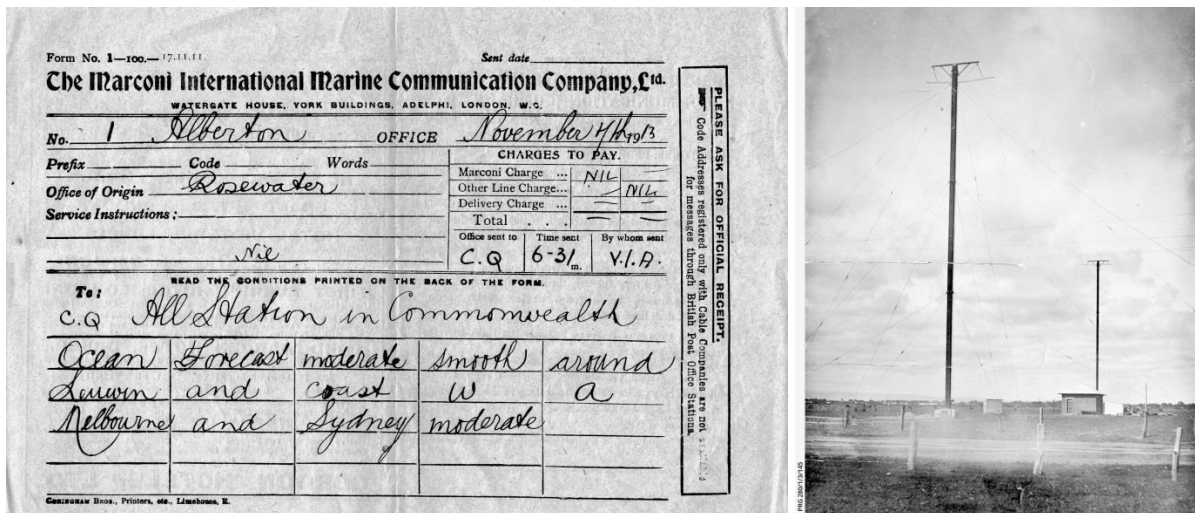 Form No. 1—100.—17.11.11 Sent date
The Marconi International Marine Communication Company, Ltd.
WATERGATE HOUSE, YORK BUILDINGS, ADELPHI, LONDON, W.C.
No. 1 Alberton OFFICE November 4th 1913
Prefix Code Words
Office of Origin Rosewater
Service Instructions:
Nil
CHARGES TO PAY.
Marconi Charge ... NIL
Other Line Charge... NIL
Delivery Charge ...
Total . . .
Office sent to Time sent By whom sent
C.Q 6-31 m. V.I.A.
READ THE CONDITIONS PRINTED ON THE BACK OF THE FORM.
To:
C.Q All Station in Commonwealth
Ocean Forecast moderate smooth around
Leuwin and coast W A
Melbourne and Sydney moderate
CORINGHAM BROS., Printers, etc., Limehouse, E.
PLEASE ASK FOR OFFICIAL RECEIPT.
Code Addresses registered only with Cable Companies are not
for messages through British Post Office Stations.
PRG 280/1/3/145